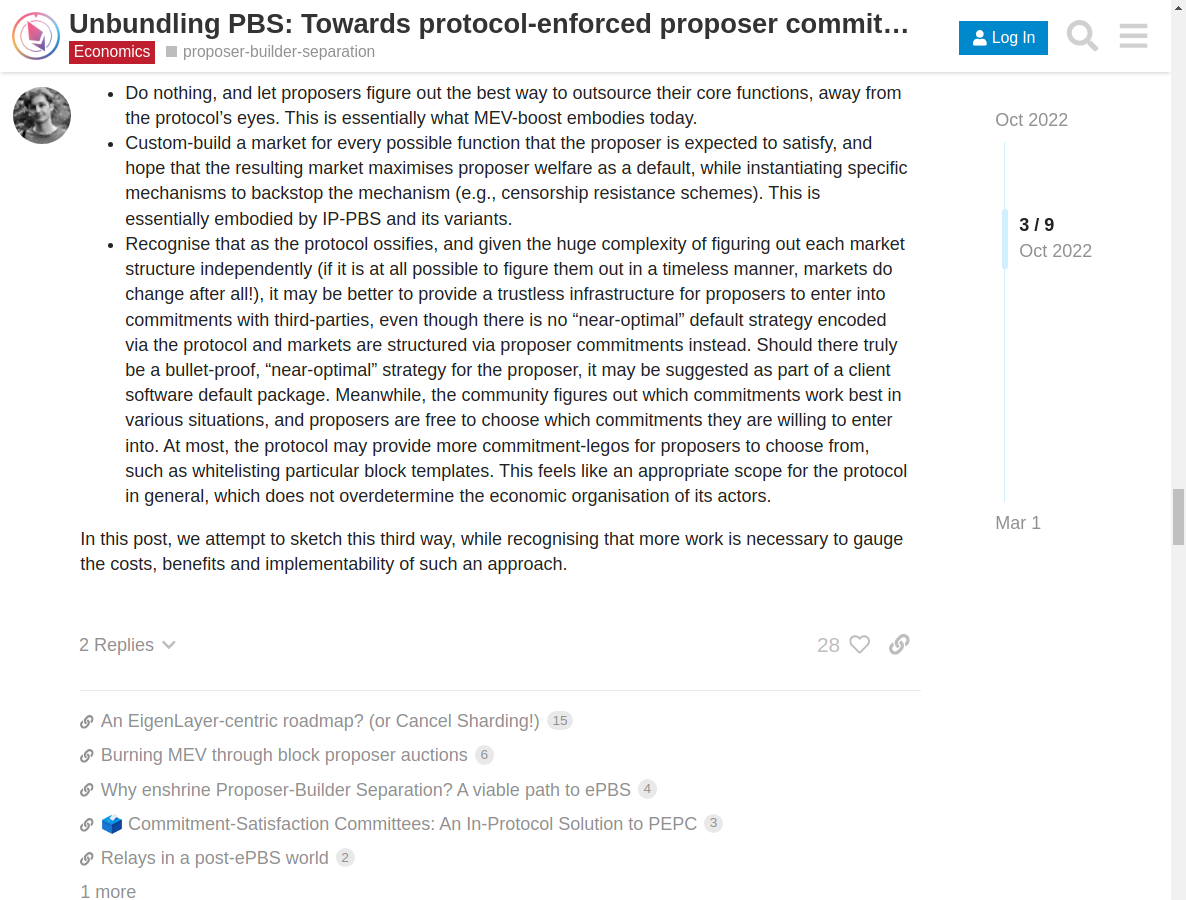 Unbundling PBS: Towards protocol-enforced proposer commit…
Economics proposer-builder-separation
Log In
Do nothing, and let proposers figure out the best way to outsource their core functions, away from
the protocol’s eyes. This is essentially what MEV-boost embodies today.
Custom-build a market for every possible function that the proposer is expected to satisfy, and
hope that the resulting market maximises proposer welfare as a default, while instantiating specific
mechanisms to backstop the mechanism (e.g., censorship resistance schemes). This is
essentially embodied by IP-PBS and its variants.
Recognise that as the protocol ossifies, and given the huge complexity of figuring out each market
structure independently (if it is at all possible to figure them out in a timeless manner, markets do
change after all!), it may be better to provide a trustless infrastructure for proposers to enter into
commitments with third-parties, even though there is no “near-optimal” default strategy encoded
via the protocol and markets are structured via proposer commitments instead. Should there truly
be a bullet-proof, “near-optimal” strategy for the proposer, it may be suggested as part of a client
software default package. Meanwhile, the community figures out which commitments work best in
various situations, and proposers are free to choose which commitments they are willing to enter
into. At most, the protocol may provide more commitment-legos for proposers to choose from,
such as whitelisting particular block templates. This feels like an appropriate scope for the protocol
in general, which does not overdetermine the economic organisation of its actors.
In this post, we attempt to sketch this third way, while recognising that more work is necessary to gauge
the costs, benefits and implementability of such an approach.
2 Replies
28
An EigenLayer-centric roadmap? (or Cancel Sharding!) 15
Burning MEV through block proposer auctions 6
Why enshrine Proposer-Builder Separation? A viable path to ePBS 4
Commitment-Satisfaction Committees: An In-Protocol Solution to PEPC 3
Relays in a post-ePBS world 2
1 more
Oct 2022
3 / 9
Oct 2022
Mar 1